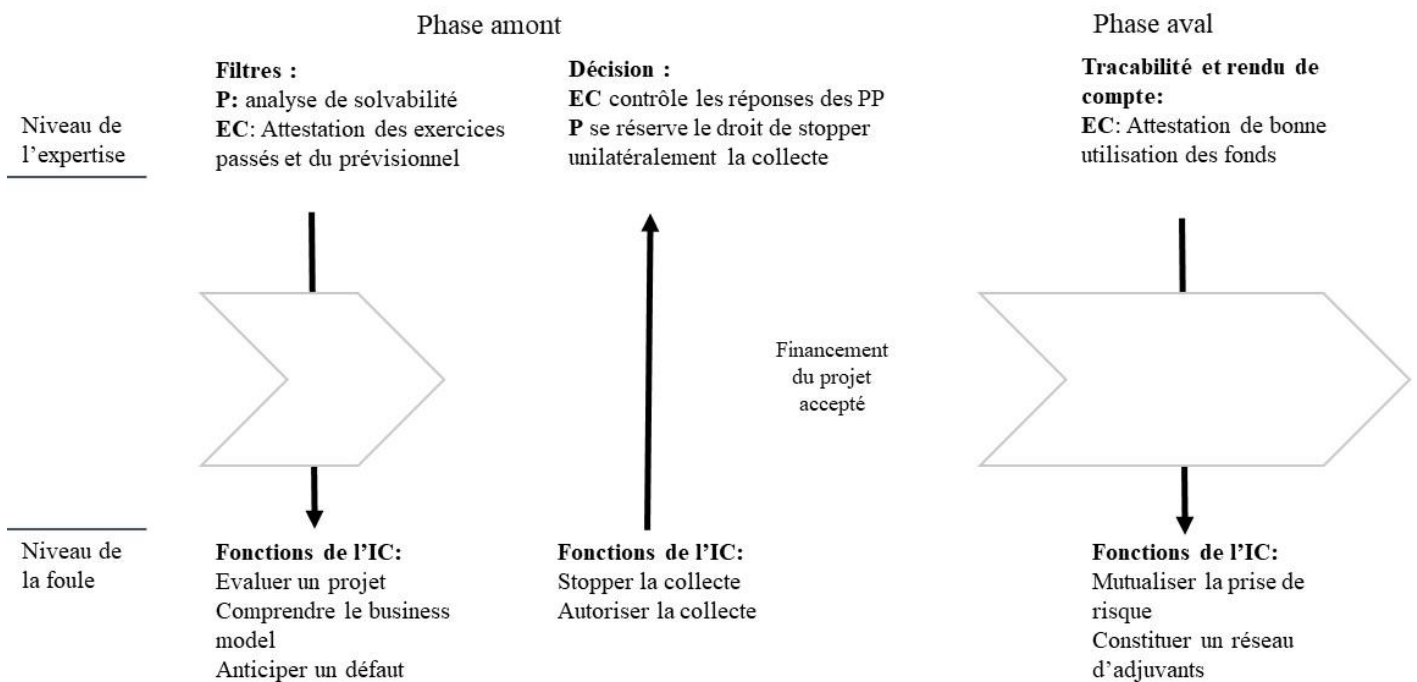 Phase amont
Phase aval
Niveau de
l’expertise
Filtres :
P: analyse de solvabilité
EC: Attestation des exercices
passés et du prévisionnel
Décision :
EC contrôle les réponses des PP
P se réserve le droit de stopper
unilatéralement la collecte
Tracabilité et rendu de
compte:
EC: Attestation de bonne
utilisation des fonds
Financement
du projet
accepté
Niveau de
la foule
Fonctions de l’IC:
Evaluer un projet
Comprendre le business
model
Anticiper un défaut
Fonctions de l’IC:
Stopper la collecte
Autoriser la collecte
Fonctions de l’IC:
Mutualiser la prise de
risque
Constituer un réseau
d’adjuvants